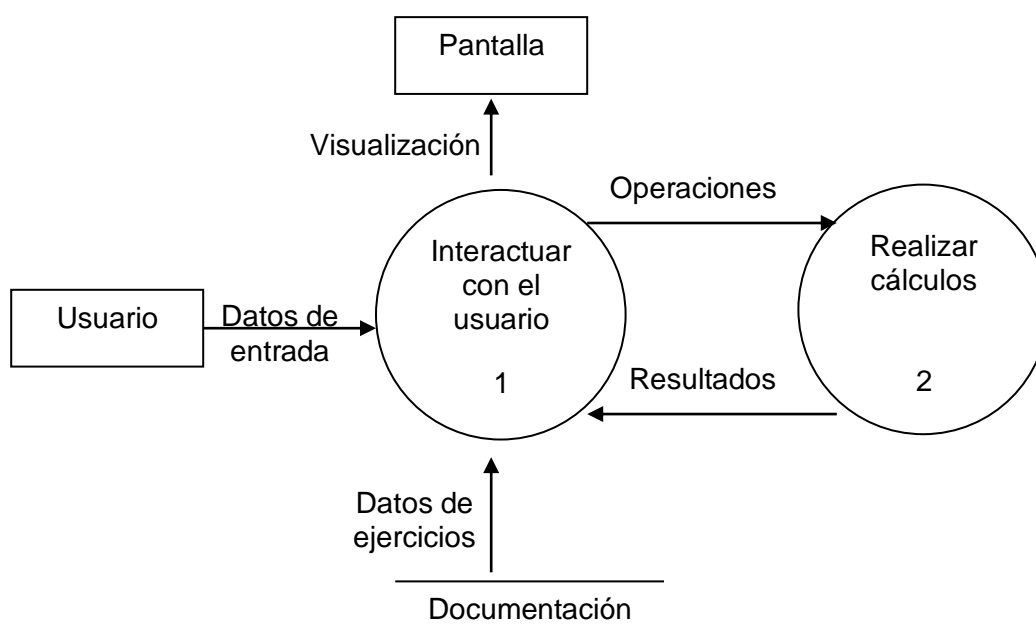 Pantalla
Visualización
Operaciones
Interactuar
con el
usuario
1
Realizar
cálculos
2
Usuario
Datos de
entrada
Resultados
Datos de
ejercicios
Documentación